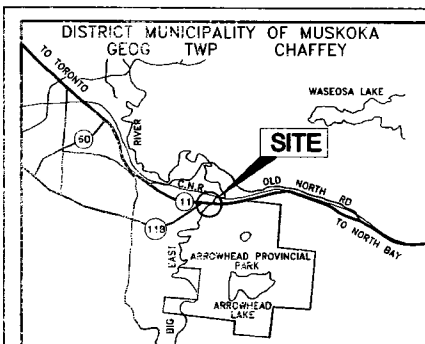 DISTRICT MUNICIPALITY OF MUSKOKA
GEOG TWP CHAFFEY
TO TORONTO
WASEOSA LAKE
RIVER
60
SITE
C.N.R.
OLD NORTH RD
11
TO NORTH BAY
118
EAST
ARROWHEAD PROVINCIAL
PARK
ARROWHEAD
LAKE
BIG